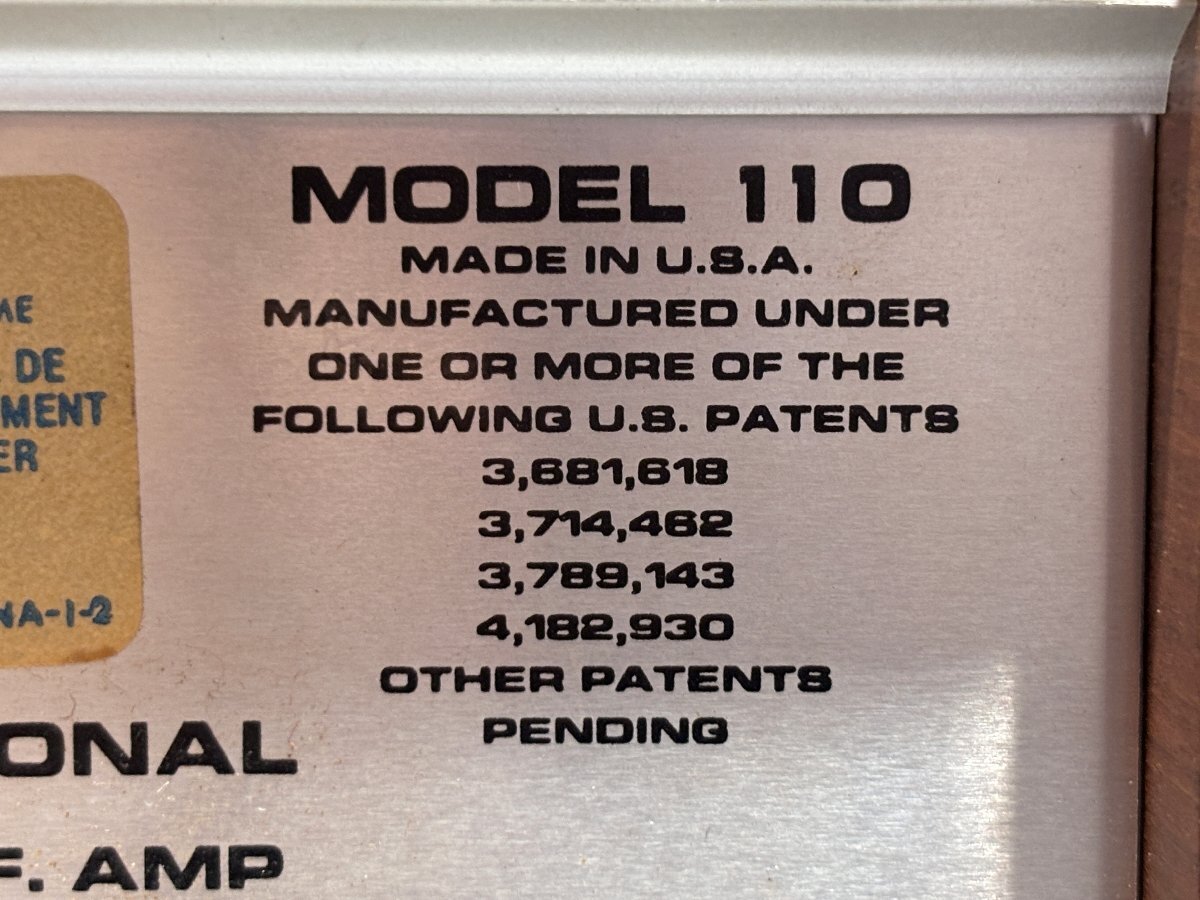 MODEL 110
MADE IN U.S.A.
MANUFACTURED UNDER
ONE OR MORE OF THE
FOLLOWING U.S. PATENTS
3,681,618
3,714,462
3,789,143
4,182,930
OTHER PATENTS
PENDING
ME
DE
MENT
ER
NA-1-2
ONAL
F. AMP